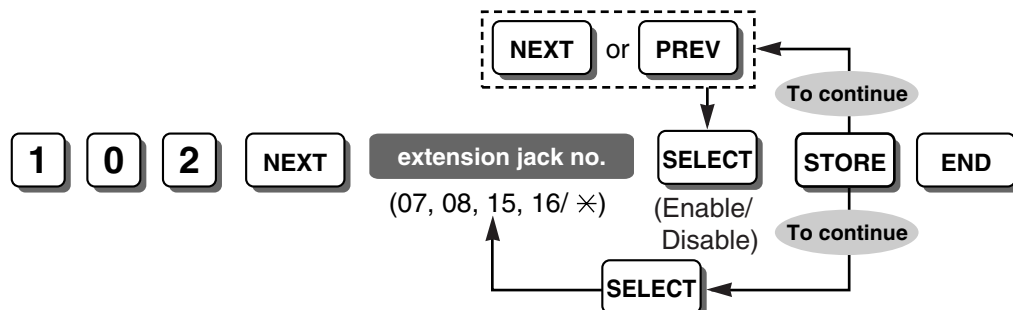 NEXT or PREV
To continue
1 0 2 NEXT extension jack no. SELECT STORE END
(07, 08, 15, 16/ ✳)
(Enable/
Disable)
To continue
SELECT